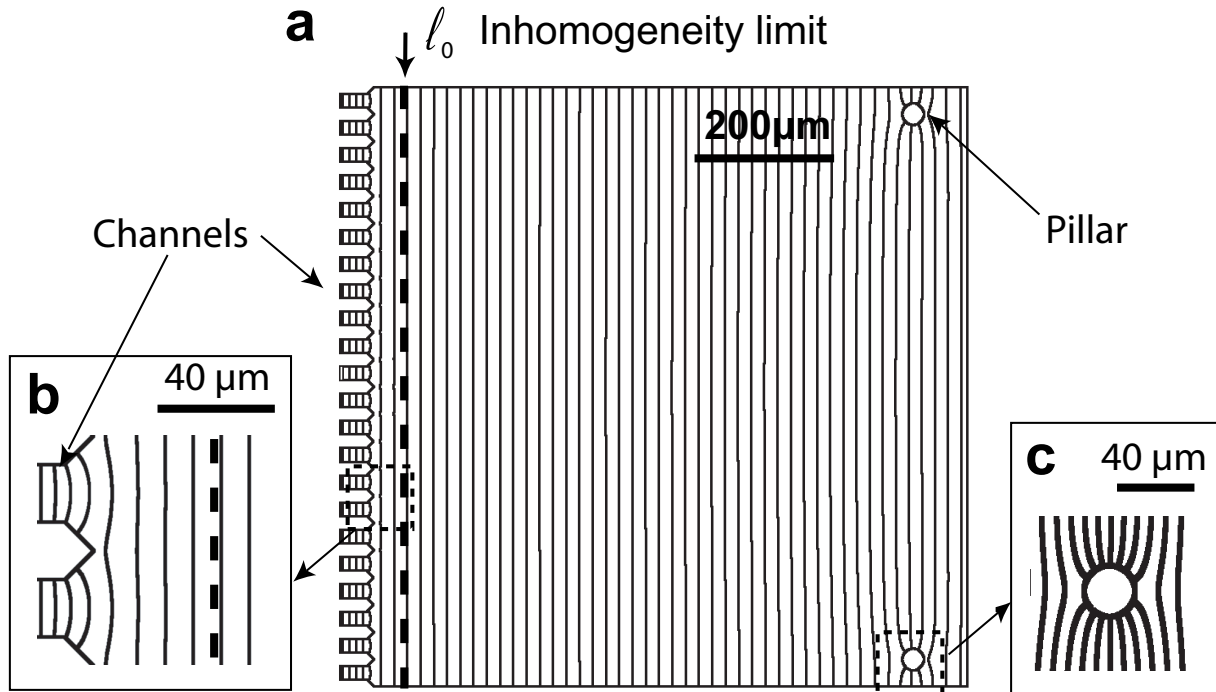 a
ℓ₀ Inhomogeneity limit
200µm
Channels
Pillar
b
40 µm
c
40 µm